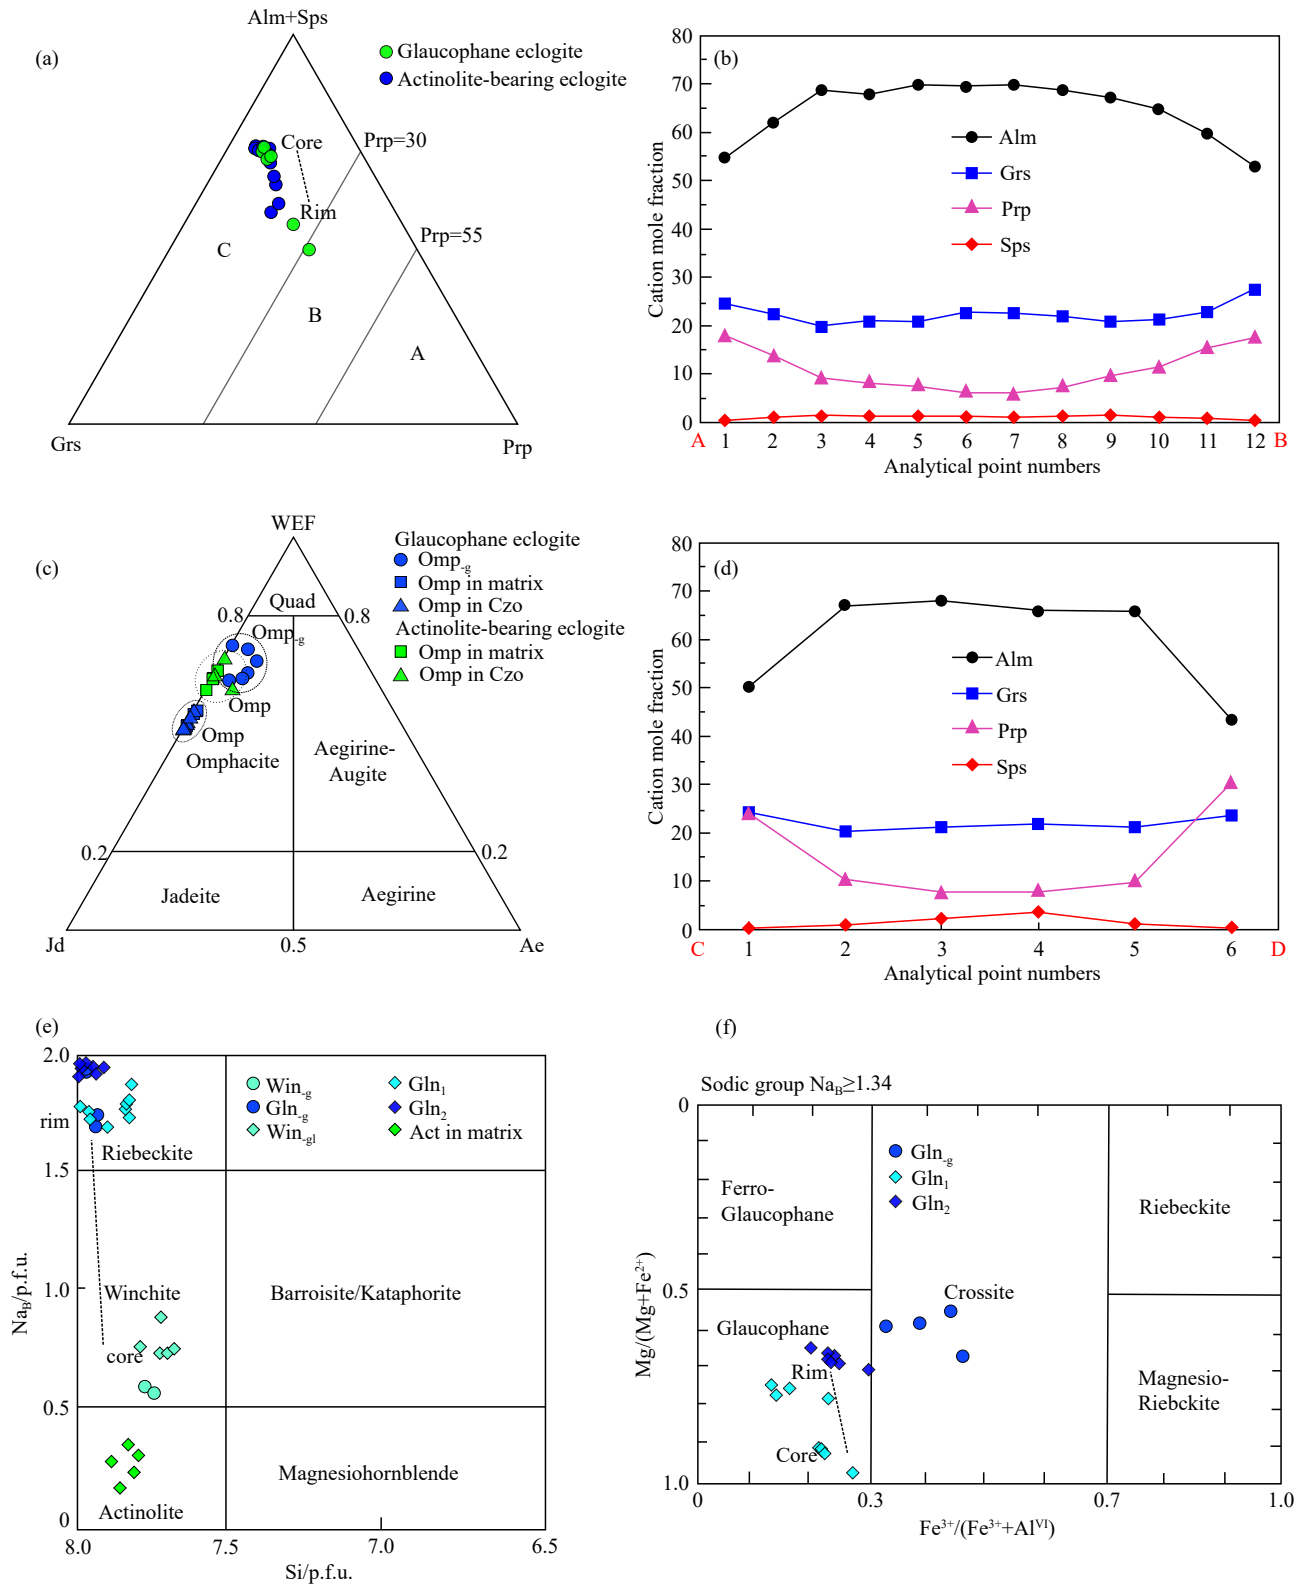 (a)
Alm+Sps
Glaucophane eclogite
Actinolite-bearing eclogite
Core
Prp=30
Rim
Prp=55
C
B
A
Grs
Prp
(b)
80
70
60
50
40
30
20
10
0
Cation mole fraction
Alm
Grs
Prp
Sps
A 1 2 3 4 5 6 7 8 9 10 11 12 B
Analytical point numbers
(c)
WEF
Glaucophane eclogite
Omp-g
Omp in matrix
Omp in Czo
Actinolite-bearing eclogite
Omp in matrix
Omp in Czo
Quad
0.8
0.8
Omp-g
Omp
Omp
Omphacite
Aegirine-
Augite
0.2
0.2
Jadeite
Aegirine
Jd
0.5
Ae
(d)
80
70
60
50
40
30
20
10
0
Cation mole fraction
Alm
Grs
Prp
Sps
C 1 2 3 4 5 6 D
Analytical point numbers
(e)
2.0
1.5
1.0
0.5
0
NaB/p.f.u.
rim
Win-g
Gln-g
Win-gl
Gln1
Gln2
Act in matrix
Riebeckite
Winchite
core
Barroisite/Kataphorite
Magnesiohornblende
Actinolite
8.0 7.5 7.0 6.5
Si/p.f.u.
(f)
Sodic group NaB≥1.34
0
0.5
1.0
Mg/(Mg+Fe2+)
Gln-g
Gln1
Gln2
Ferro-
Glaucophane
Riebeckite
Crossite
Glaucophane
Rim
Core
Magnesio-
Riebckite
0 0.3 0.7 1.0
Fe3+/(Fe3++AlVI)